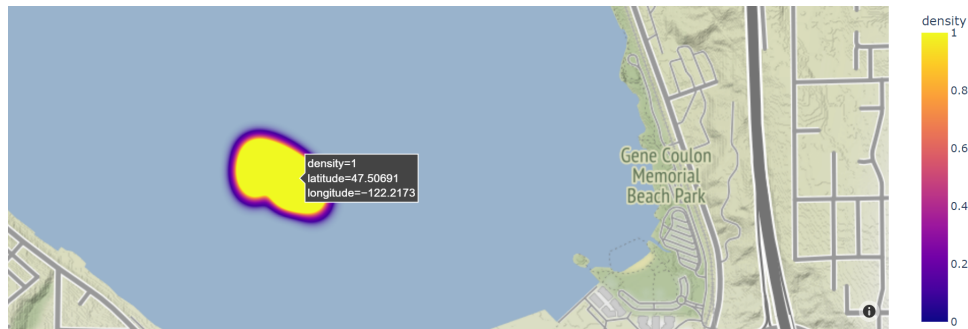 density
1
0.8
0.6
0.4
0.2
0
density=1
latitude=47.50691
longitude=−122.2173
Gene Coulon
Memorial
Beach Park
i